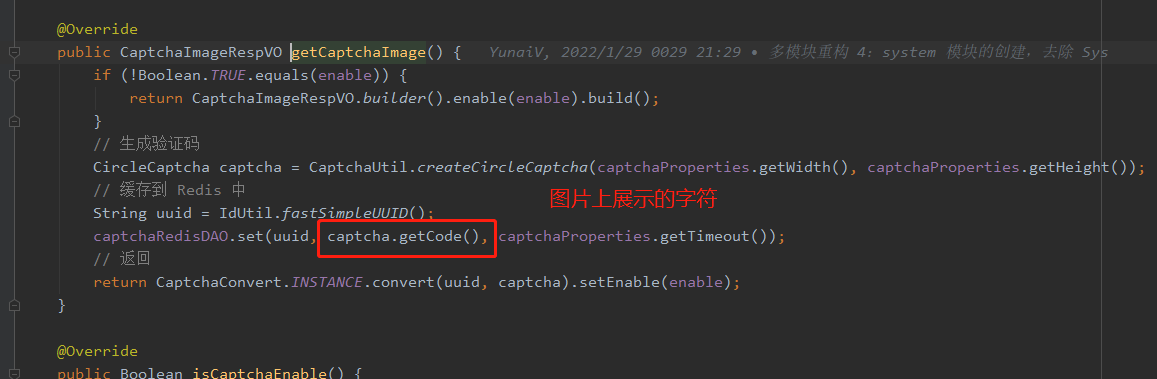 @Override
public CaptchaImageRespVO getCaptchaImage() { YunaiV, 2022/1/29 0029 21:29 • 多模块重构 4: system 模块的创建，去除 Sys
if (!Boolean.TRUE.equals(enable)) {
return CaptchaImageRespVO.builder().enable(enable).build();
}
// 生成验证码
CircleCaptcha captcha = CaptchaUtil.createCircleCaptcha(captchaProperties.getWidth(), captchaProperties.getHeight());
// 缓存到 Redis 中
图片上展示的字符
String uuid = IdUtil.fastSimpleUUID();
captchaRedisDAO.set(uuid, captcha.getCode(), captchaProperties.getTimeout());
// 返回
return CaptchaConvert.INSTANCE.convert(uuid, captcha).setEnable(enable);
}
@Override
public Boolean isCaptchaEnable() {